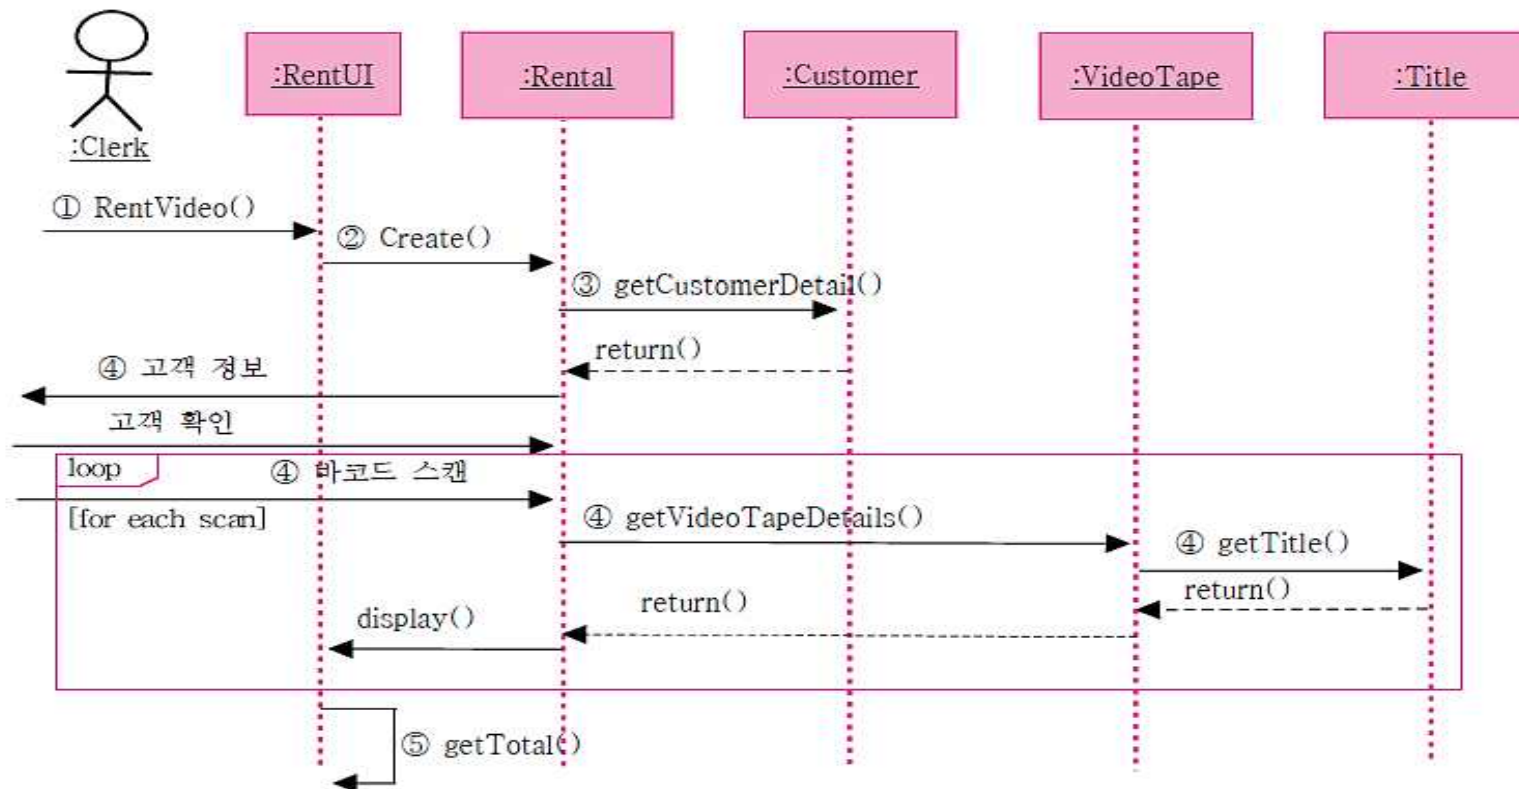 :RentUI
:Rental
:Customer
:VideoTape
:Title
:Clerk
① RentVideo()
② Create()
③ getCustomerDetail()
return()
④ 고객 정보
고객 확인
loop
④ 바코드 스캔
[for each scan]
④ getVideoTapeDetails()
④ getTitle()
return()
return()
display()
⑤ getTotal()